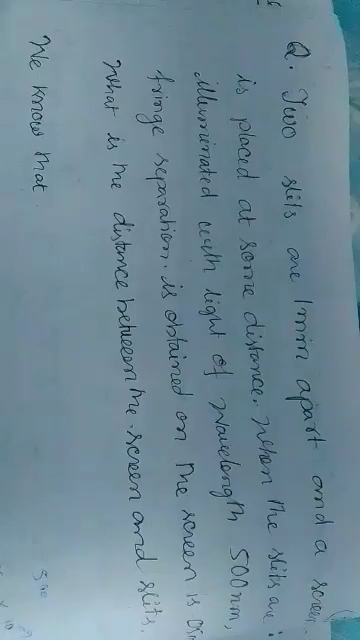 Q. Two slits are 1mm apart and a screen
is placed at some distance. When the slits are
illuminated with light of wavelength 500nm,
fringe separation. is obtained on the screen is
What is the distance between the screen and slits.
We know that